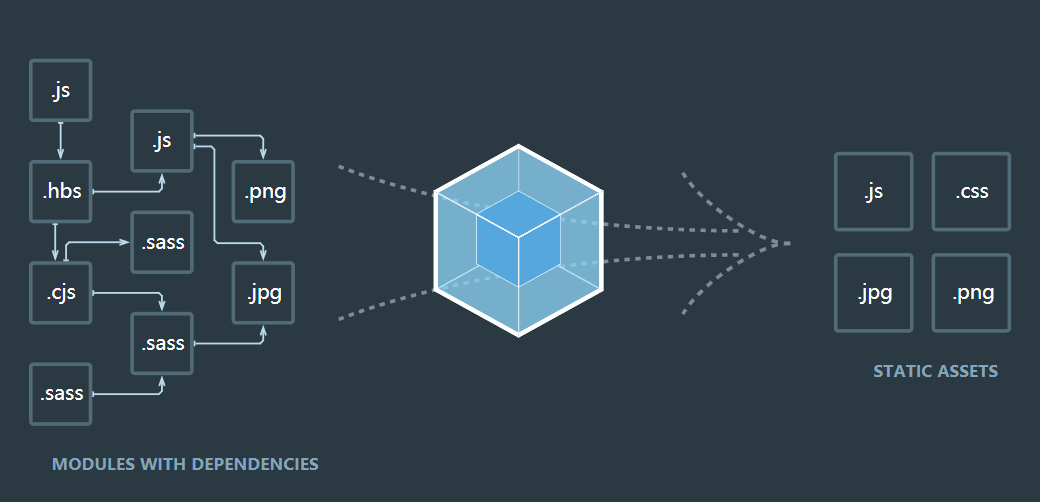 .js
.js
.hbs
.png
.sass
.cjs
.jpg
.sass
.sass
MODULES WITH DEPENDENCIES
.js
.css
.jpg
.png
STATIC ASSETS